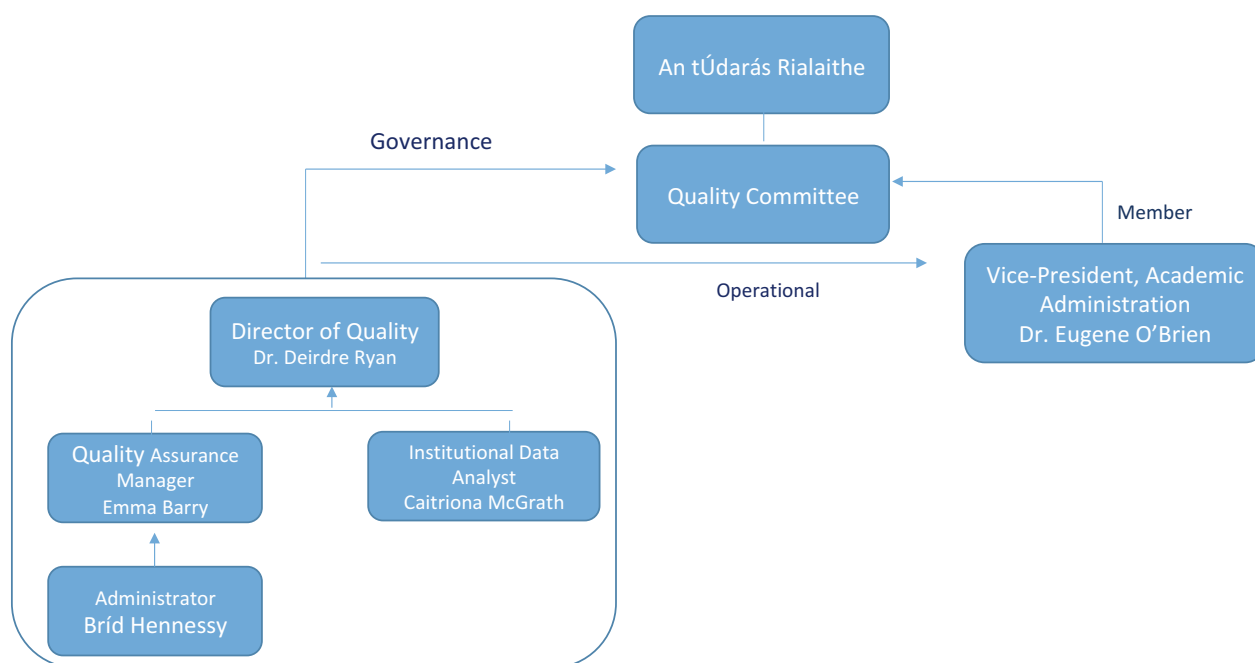 An tÚdarás Rialaithe
Governance
Quality Committee
Member
Operational
Vice-President, Academic
Administration
Dr. Eugene O’Brien
Director of Quality
Dr. Deirdre Ryan
Quality Assurance
Manager
Emma Barry
Institutional Data
Analyst
Caitriona McGrath
Administrator
Bríd Hennessy